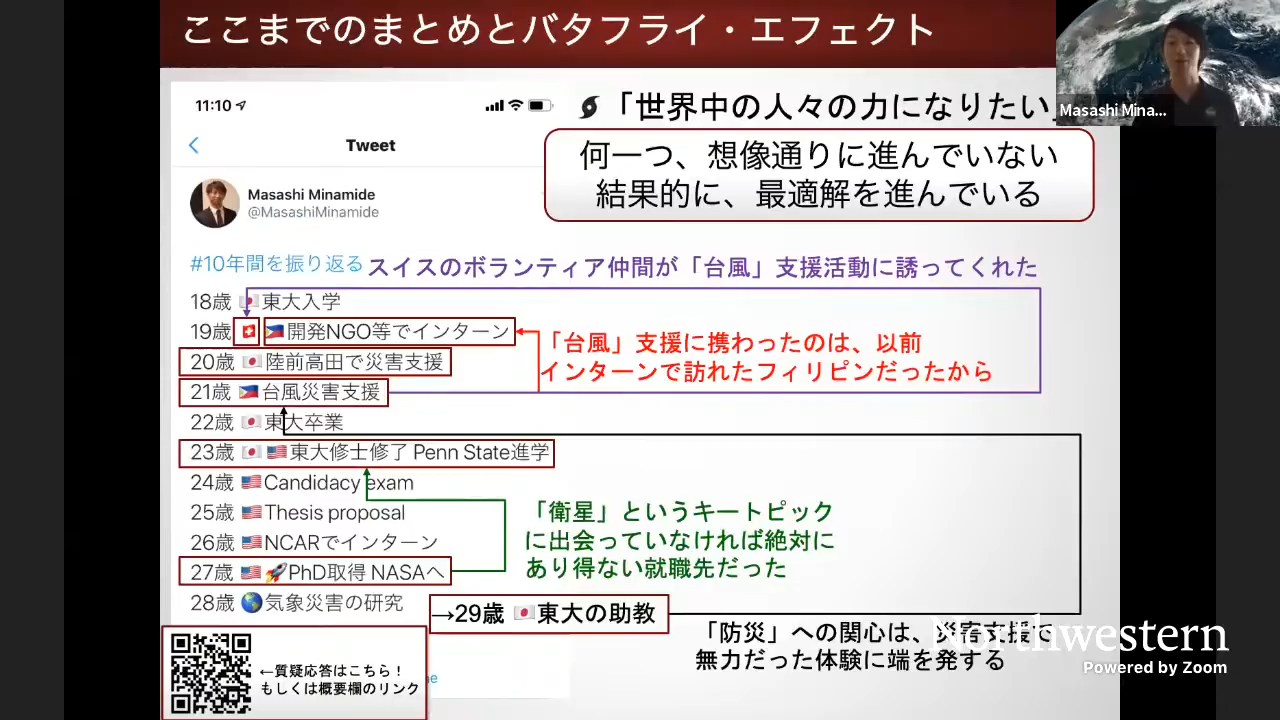 ここまでのまとめとバタフライ・エフェクト
Masashi Mina...
11:10
「世界中の人々の力になりたい」
Tweet
何一つ、想像通りに進んでいない
結果的に、最適解を進んでいる
Masashi Minamide
@MasashiMinamide
#10年間を振り返る
スイスのボランティア仲間が「台風」支援活動に誘ってくれた
18歳 🇯🇵東大入学
19歳 🇨🇭 🇵🇭開発NGO等でインターン
「台風」支援に携わったのは、以前
インターンで訪れたフィリピンだったから
20歳 🇯🇵陸前高田で災害支援
21歳 🇵🇭台風災害支援
22歳 🇯🇵東大卒業
23歳 🇯🇵🇺🇸東大修士修了 Penn State進学
24歳 🇺🇸Candidacy exam
25歳 🇺🇸Thesis proposal
26歳 🇺🇸NCARでインターン
27歳 🇺🇸🚀PhD取得 NASAへ
「衛星」というキートピック
に出会っていなければ絶対に
あり得ない就職先だった
28歳 🌎気象災害の研究
→29歳 🇯🇵東大の助教
「防災」への関心は、災害支援で
無力だった体験に端を発する
←質疑応答はこちら！
もしくは概要欄のリンク
Northwestern
Powered by Zoom